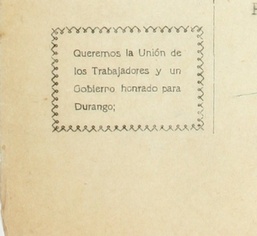 Queremos la Unión de
los Trabajadores y un
Gobierno honrado para
Durango;